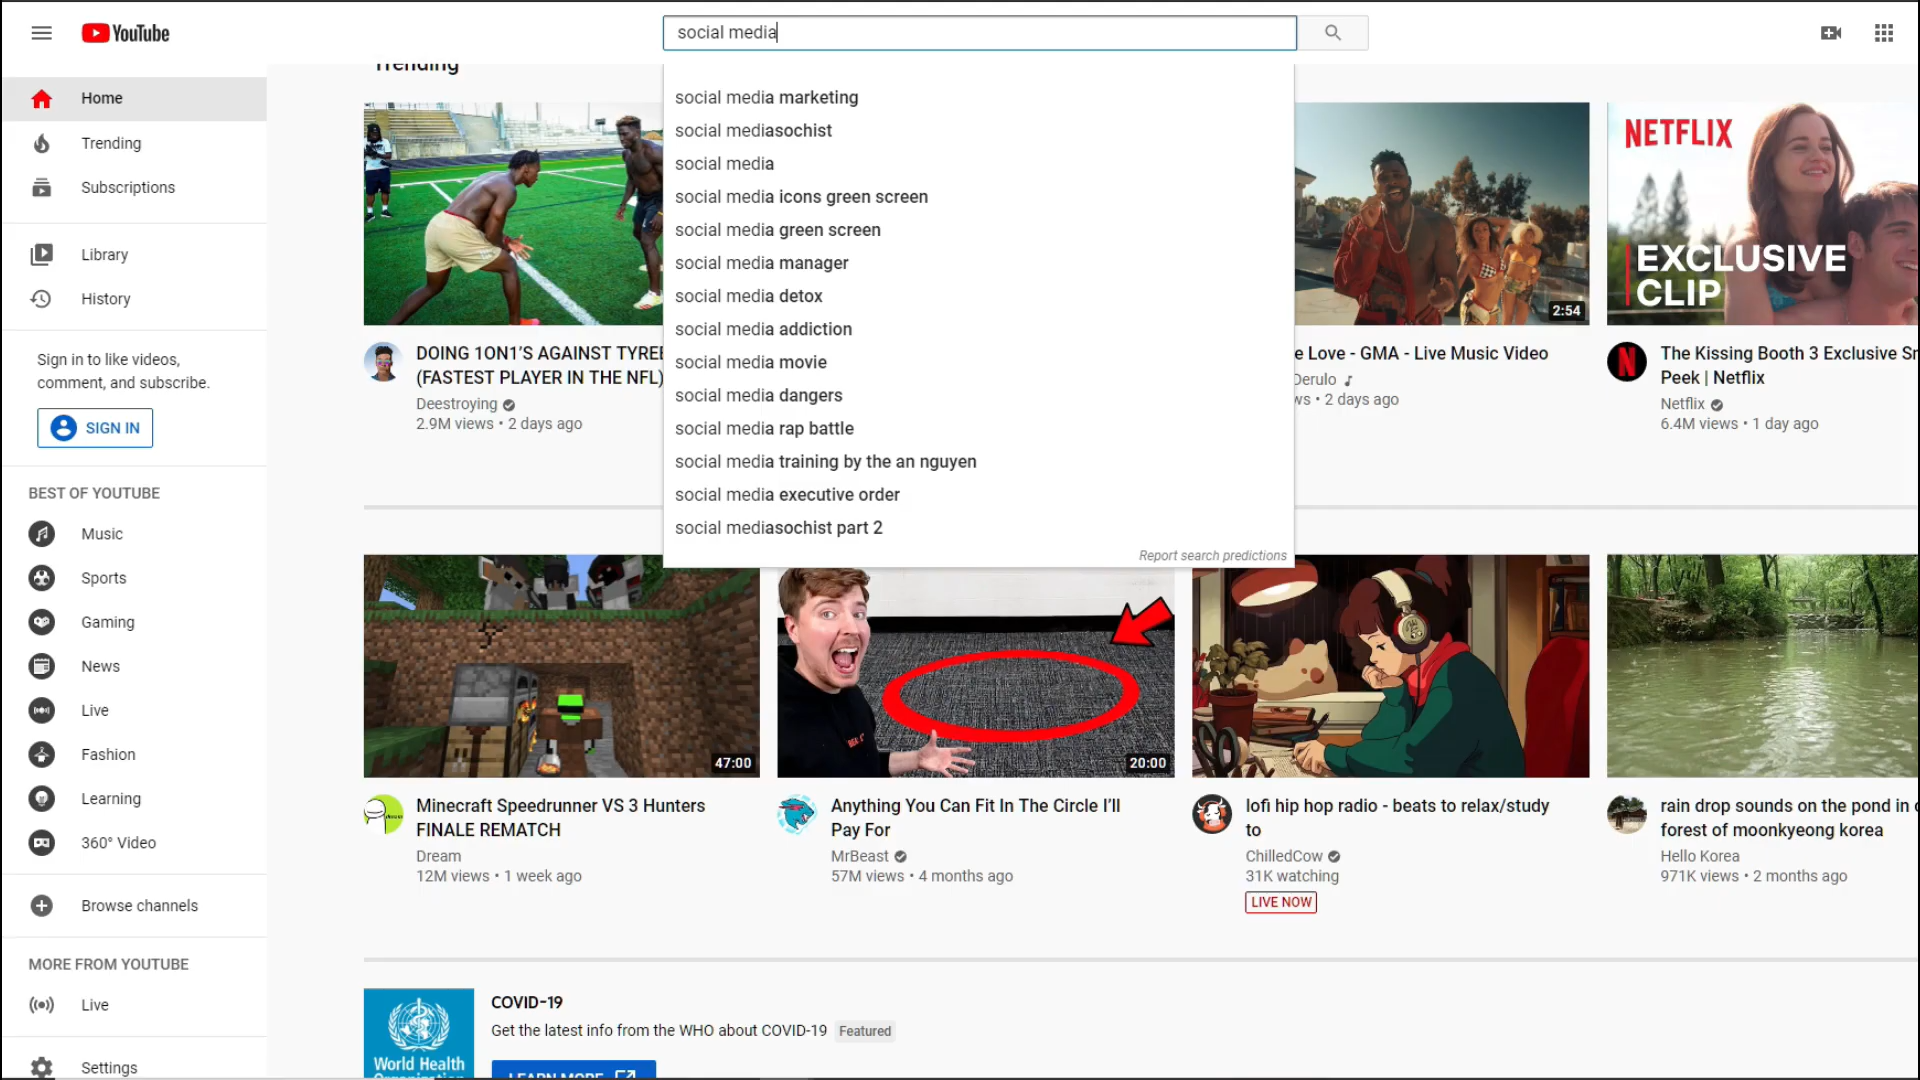 YouTube
social media
Trending
Home
Trending
Subscriptions
Library
History
Sign in to like videos,
comment, and subscribe.
SIGN IN
BEST OF YOUTUBE
Music
Sports
Gaming
News
Live
Fashion
Learning
360° Video
Browse channels
MORE FROM YOUTUBE
Live
Settings
social media marketing
social mediasochist
social media
social media icons green screen
social media green screen
social media manager
social media detox
social media addiction
social media movie
social media dangers
social media rap battle
social media training by the an nguyen
social media executive order
social mediasochist part 2
Report search predictions
DOING 1ON1'S AGAINST TYREE
(FASTEST PLAYER IN THE NFL)
Deestroying
2.9M views • 2 days ago
2:54
e Love - GMA - Live Music Video
Derulo
ws • 2 days ago
NETFLIX
EXCLUSIVE
CLIP
N
The Kissing Booth 3 Exclusive Sn
Peek | Netflix
Netflix
6.4M views • 1 day ago
47:00
Minecraft Speedrunner VS 3 Hunters
FINALE REMATCH
Dream
12M views • 1 week ago
20:00
Anything You Can Fit In The Circle I'll
Pay For
MrBeast
57M views • 4 months ago
lofi hip hop radio - beats to relax/study
to
ChilledCow
31K watching
LIVE NOW
rain drop sounds on the pond in
forest of moonkyeong korea
Hello Korea
971K views • 2 months ago
World Health
Organization
COVID-19
Get the latest info from the WHO about COVID-19 Featured
LEARN MORE